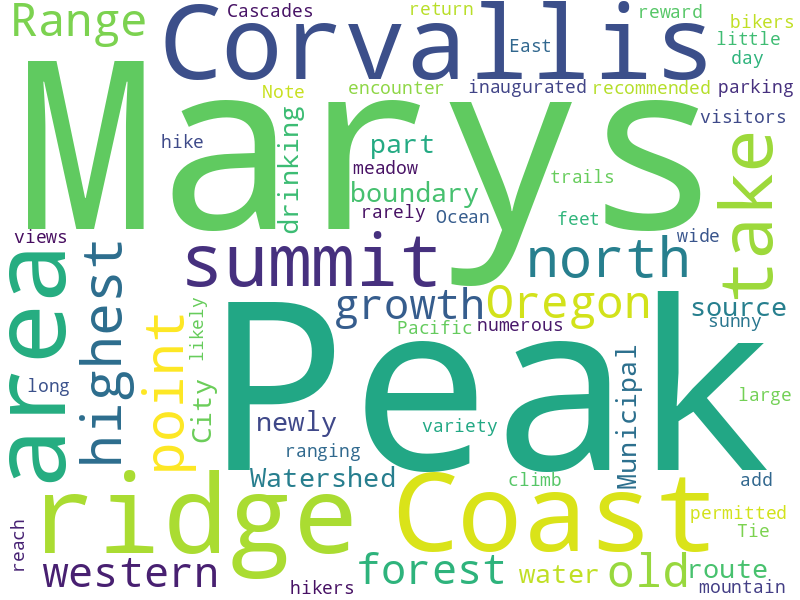 Range
Cascades
Corvallis
return
reward
bikers
East
little
day
Note
encounter
inaugurated
recommended
parking
Marys
hike
drinking
part
visitors
meadow
boundary
trails
take
rarely
Ocean
feet
views
summit
north
wide
area
highest
growth
Oregon
source
likely
point
Pacific
numerous
sunny
long
City
Peak
Municipal
large
newly
variety
ranging
Watershed
climb
add
ridge
Coast
permitted
Tie
reach
western
hikers
forest
water
old
route
mountain